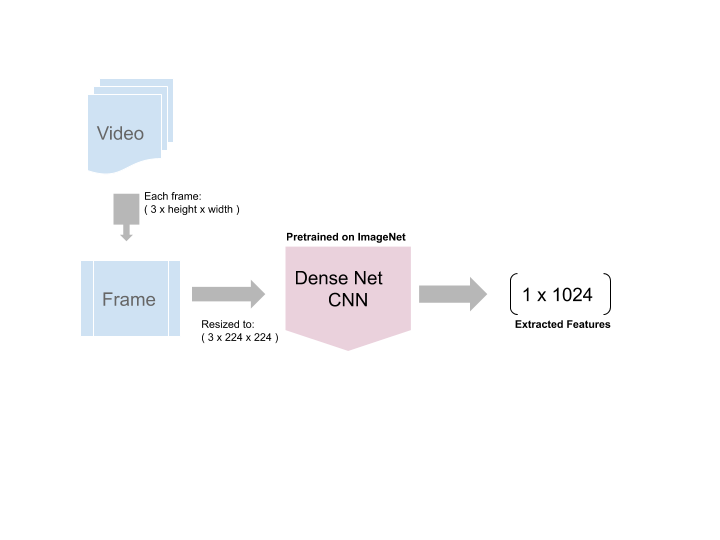 Video
Each frame:
( 3 x height x width )
Pretrained on ImageNet
Dense Net
CNN
Frame
1 x 1024
Resized to:
( 3 x 224 x 224 )
Extracted Features